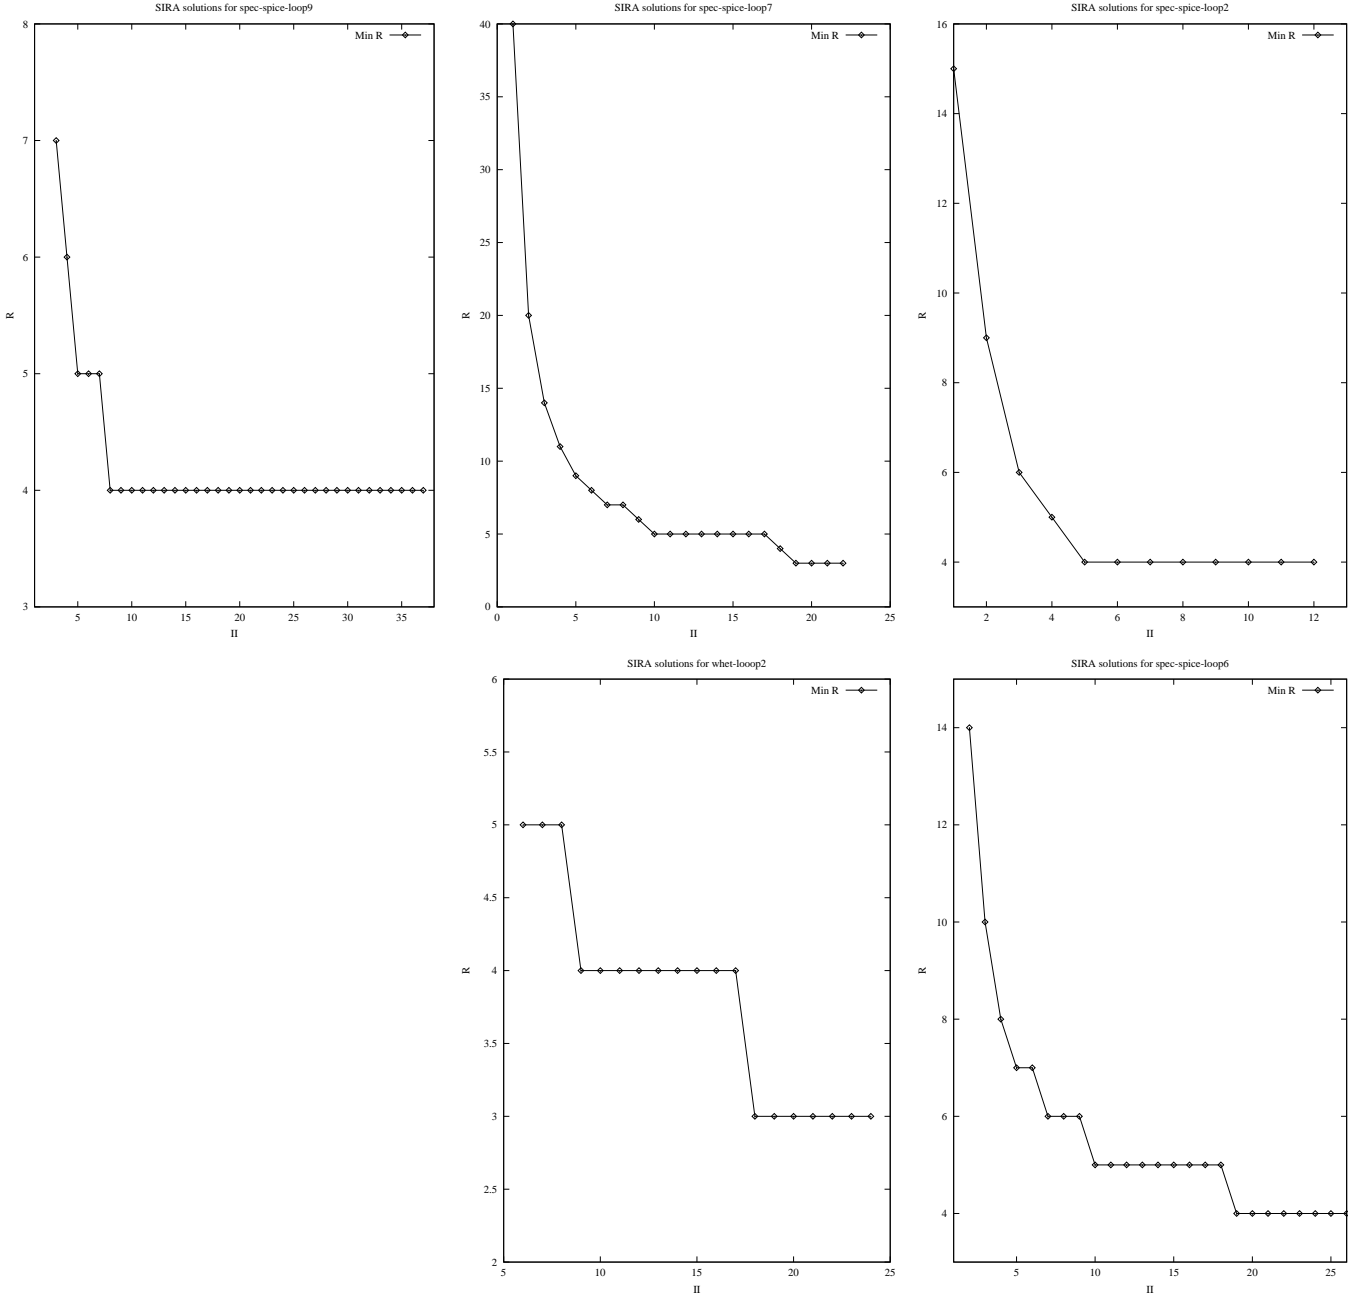 SIRA solutions for spec-spice-loop9
Min R
8
7
6
5
4
3
R
5 10 15 20 25 30 35
II
SIRA solutions for spec-spice-loop7
Min R
40
35
30
25
20
15
10
5
0
R
0 5 10 15 20 25
II
SIRA solutions for spec-spice-loop2
Min R
16
14
12
10
8
6
4
R
2 4 6 8 10 12
II
SIRA solutions for whet-looop2
Min R
6
5.5
5
4.5
4
3.5
3
2.5
2
R
5 10 15 20 25
II
SIRA solutions for spec-spice-loop6
Min R
14
12
10
8
6
4
R
5 10 15 20 25
II